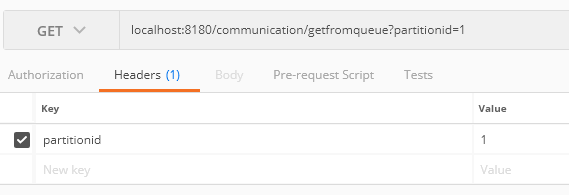 GET localhost:8180/communication/getfromqueue?partitionid=1
Authorization Headers (1) Body Pre-request Script Tests
Key Value
partitionid 1
New key Value